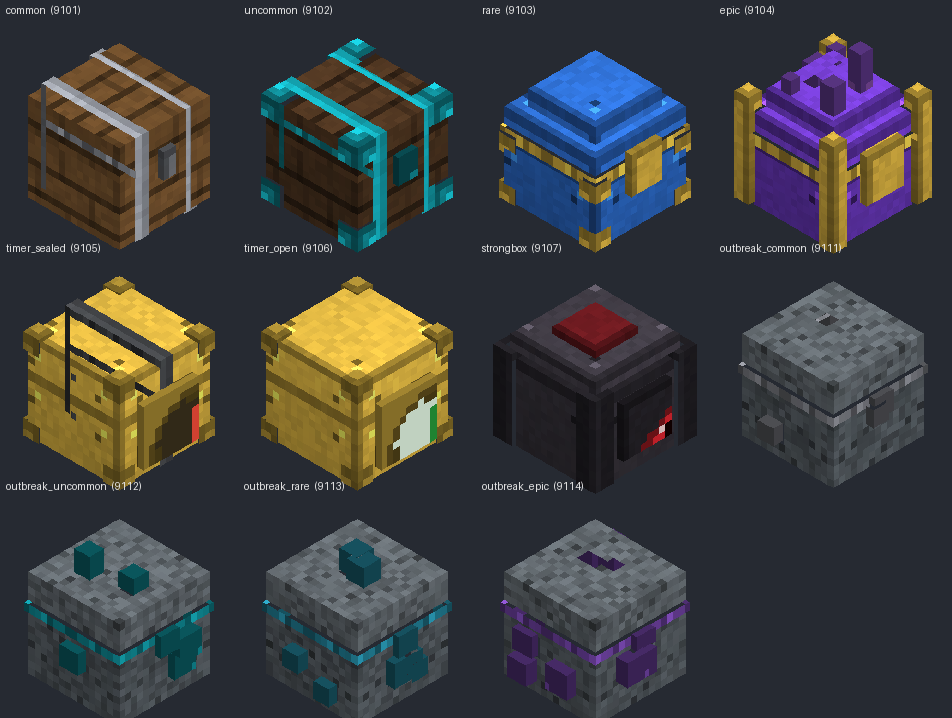 common (9101)
uncommon (9102)
rare (9103)
epic (9104)
timer_sealed (9105)
timer_open (9106)
strongbox (9107)
outbreak_common (9111)
outbreak_uncommon (9112)
outbreak_rare (9113)
outbreak_epic (9114)